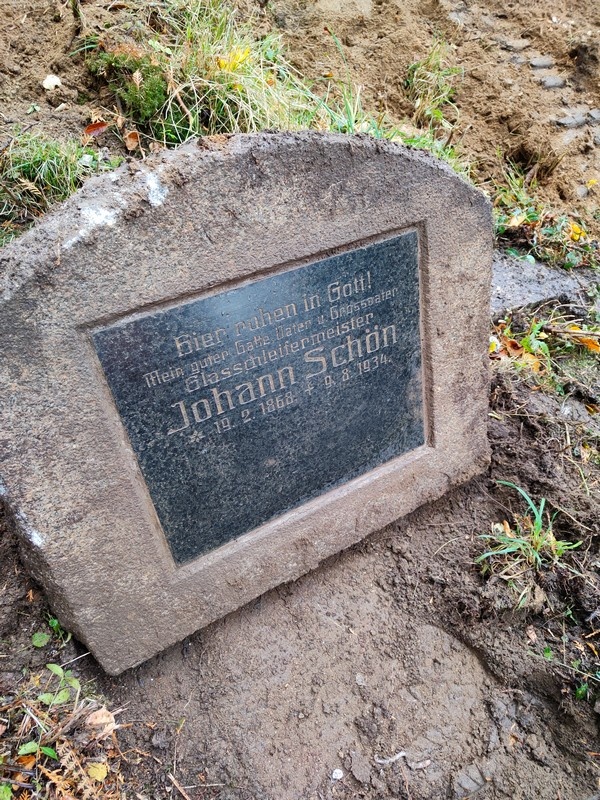 Hier ruhen in Gott!
Mein guter Gatte Vater u. Grossvater
Glasschleifermeister
Johann Schön
* 19. 2. 1868 ‡ 9. 8. 1934.